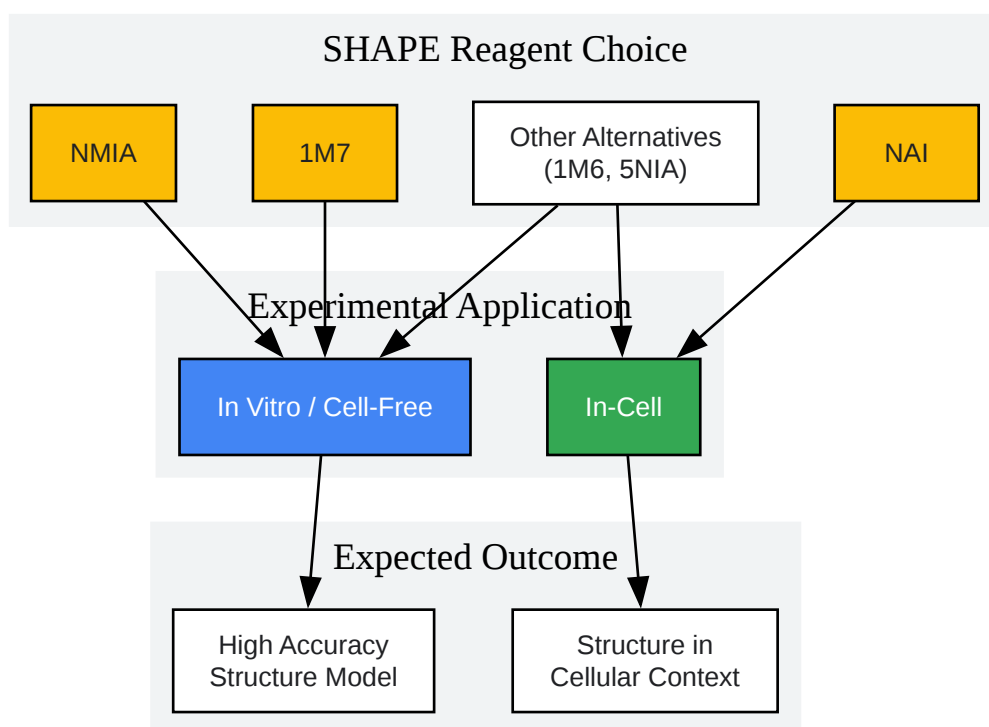 SHAPE Reagent Choice
NMIA
1M7
Other Alternatives
(1M6, 5NIA)
NAI
Experimental Application
In Vitro / Cell-Free
In-Cell
Expected Outcome
High Accuracy
Structure Model
Structure in
Cellular Context